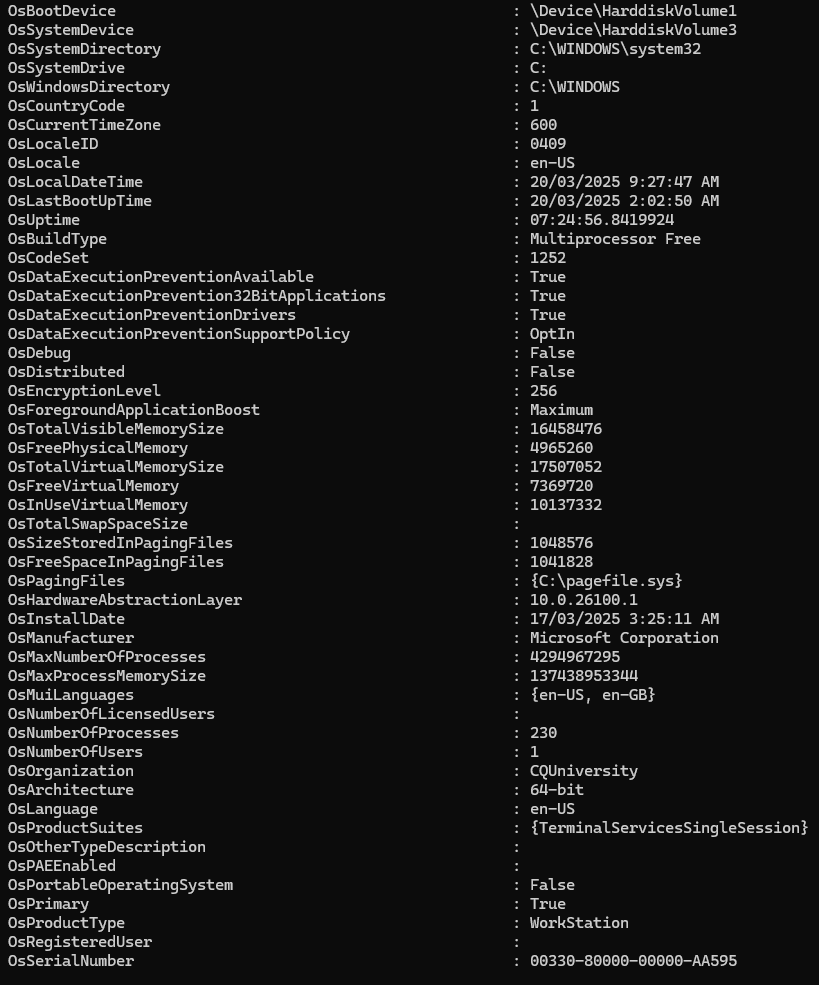 OsBootDevice : \Device\HarddiskVolume1
OsSystemDevice : \Device\HarddiskVolume3
OsSystemDirectory : C:\WINDOWS\system32
OsSystemDrive : C:
OsWindowsDirectory : C:\WINDOWS
OsCountryCode : 1
OsCurrentTimeZone : 600
OsLocaleID : 0409
OsLocale : en-US
OsLocalDateTime : 20/03/2025 9:27:47 AM
OsLastBootUpTime : 20/03/2025 2:02:50 AM
OsUptime : 07:24:56.8419924
OsBuildType : Multiprocessor Free
OsCodeSet : 1252
OsDataExecutionPreventionAvailable : True
OsDataExecutionPrevention32BitApplications : True
OsDataExecutionPreventionDrivers : True
OsDataExecutionPreventionSupportPolicy : OptIn
OsDebug : False
OsDistributed : False
OsEncryptionLevel : 256
OsForegroundApplicationBoost : Maximum
OsTotalVisibleMemorySize : 16458476
OsFreePhysicalMemory : 4965260
OsTotalVirtualMemorySize : 17507052
OsFreeVirtualMemory : 7369720
OsInUseVirtualMemory : 10137332
OsTotalSwapSpaceSize :
OsSizeStoredInPagingFiles : 1048576
OsFreeSpaceInPagingFiles : 1041828
OsPagingFiles : {C:\pagefile.sys}
OsHardwareAbstractionLayer : 10.0.26100.1
OsInstallDate : 17/03/2025 3:25:11 AM
OsManufacturer : Microsoft Corporation
OsMaxNumberOfProcesses : 4294967295
OsMaxProcessMemorySize : 137438953344
OsMuiLanguages : {en-US, en-GB}
OsNumberOfLicensedUsers :
OsNumberOfProcesses : 230
OsNumberOfUsers : 1
OsOrganization : CQUniversity
OsArchitecture : 64-bit
OsLanguage : en-US
OsProductSuites : {TerminalServicesSingleSession}
OsOtherTypeDescription :
OsPAEEnabled :
OsPortableOperatingSystem : False
OsPrimary : True
OsProductType : WorkStation
OsRegisteredUser :
OsSerialNumber : 00330-80000-00000-AA595